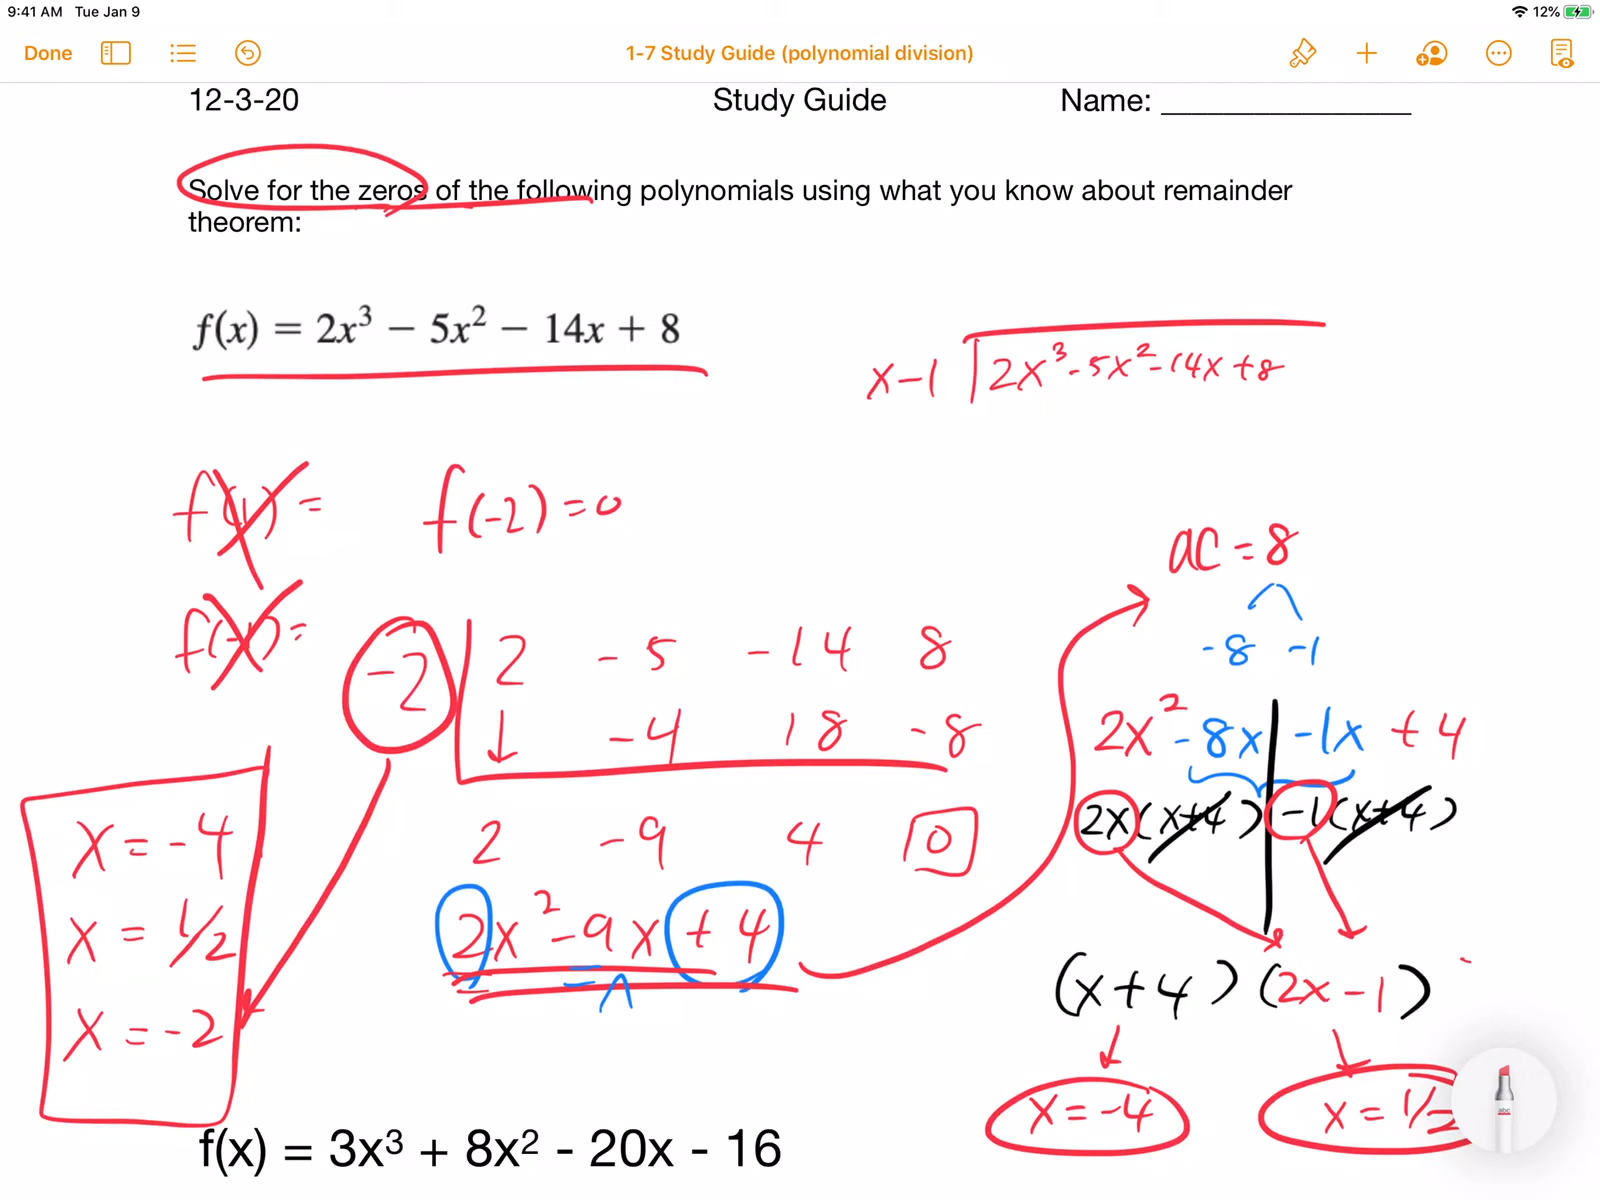 9:41 AM Tue Jan 9
12%
Done
1-7 Study Guide (polynomial division)
12-3-20 Study Guide Name: ________________
Solve for the zeros of the following polynomials using what you know about remainder
theorem:
f(x) = 2x³ − 5x² − 14x + 8
x-1 2x³-5x²-14x+8
f(1)= f(-2)=0
f(-1)=
ac=8
-8 -1
-2 2 -5 -14 8
-4 18 -8
2 -9 4 0
2x²-9x+4
2x²-8x|-1x+4
2x(x+4)|-1(x+4)
(x+4)(2x-1)
x=-4 x=1/2
x=-4
x=1/2
x=-2
f(x) = 3x³ + 8x² - 20x - 16
abc